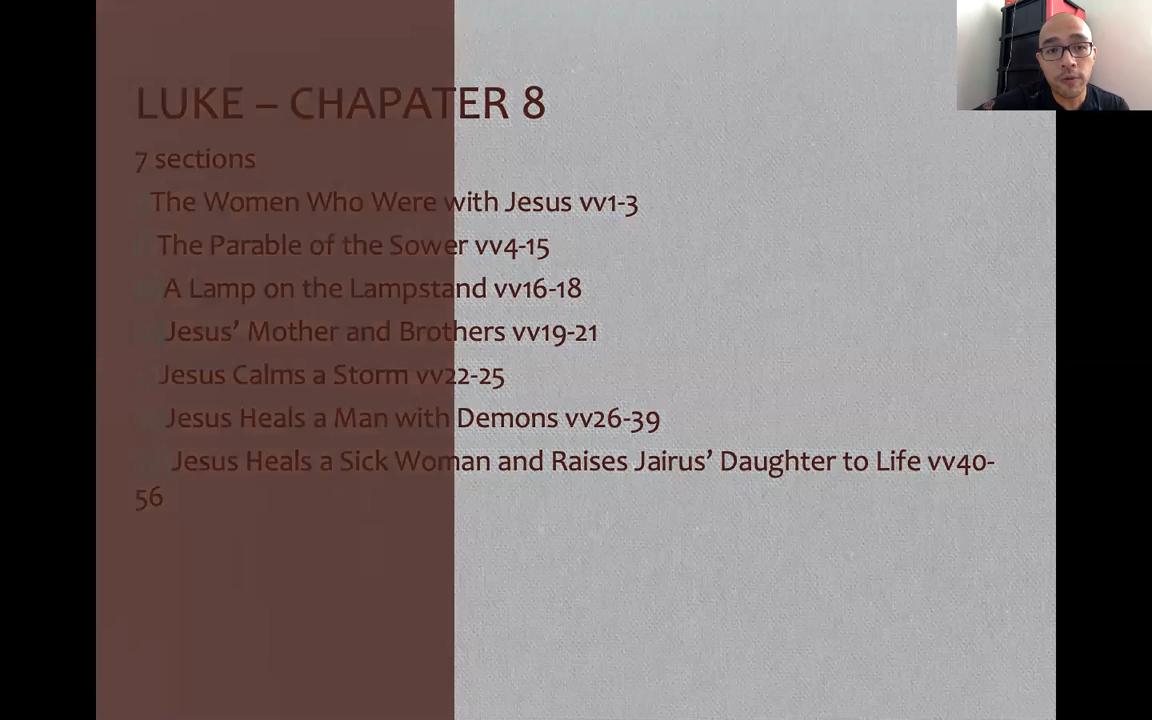 LUKE – CHAPATER 8
7 sections
The Women Who Were with Jesus vv1-3
The Parable of the Sower vv4-15
A Lamp on the Lampstand vv16-18
Jesus’ Mother and Brothers vv19-21
Jesus Calms a Storm vv22-25
Jesus Heals a Man with Demons vv26-39
Jesus Heals a Sick Woman and Raises Jairus’ Daughter to Life vv40-
56